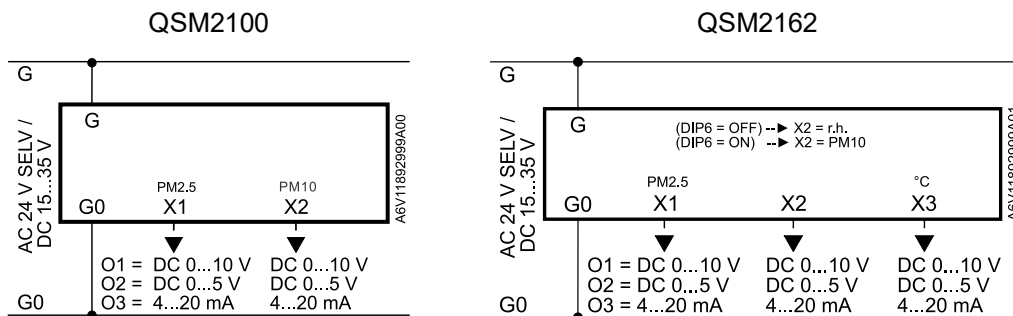 QSM2100
G
G
AC 24 V SELV /
DC 15...35 V
PM2.5 PM10
G0 X1 X2
A6V11892999A00
O1 = DC 0...10 V DC 0...10 V
O2 = DC 0...5 V DC 0...5 V
O3 = 4...20 mA 4...20 mA
G0
QSM2162
G
G
(DIP6 = OFF) --► X2 = r.h.
(DIP6 = ON) --► X2 = PM10
AC 24 V SELV /
DC 15...35 V
PM2.5 °C
G0 X1 X2 X3
A6V11892999A01
O1 = DC 0...10 V DC 0...10 V DC 0...10 V
O2 = DC 0...5 V DC 0...5 V DC 0...5 V
O3 = 4...20 mA 4...20 mA 4...20 mA
G0